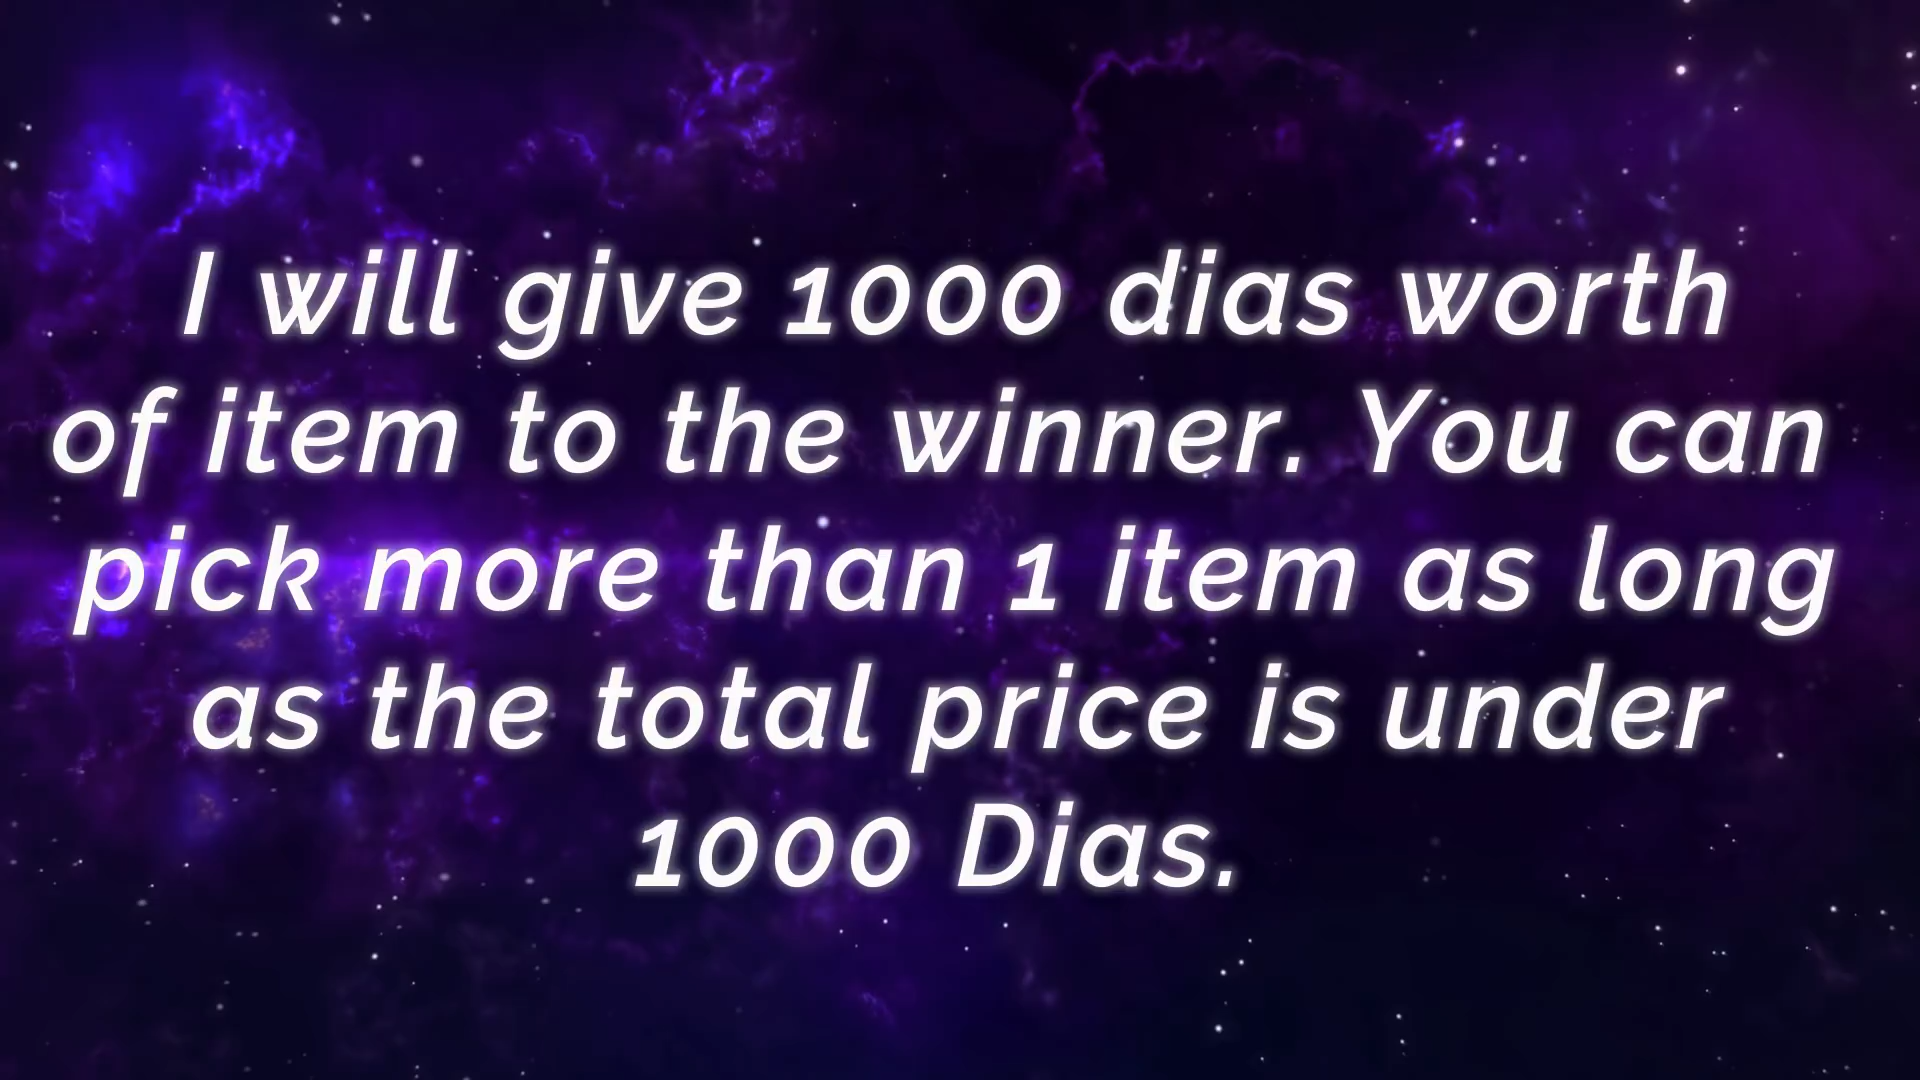 I will give 1000 dias worth
of item to the winner. You can
pick more than 1 item as long
as the total price is under
1000 Dias.